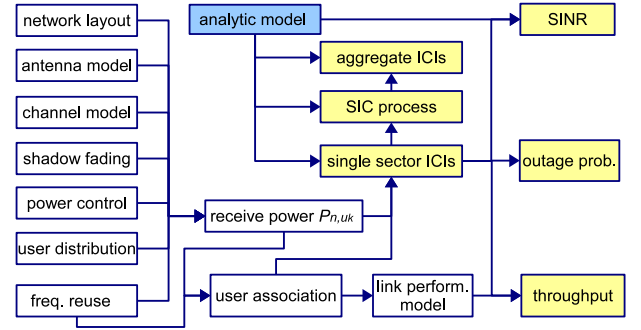 network layout
analytic model
SINR
antenna model
aggregate ICIs
channel model
SIC process
shadow fading
single sector ICIs
outage prob.
power control
receive power Pn,uk
user distribution
freq. reuse
user association
link perform.
model
throughput